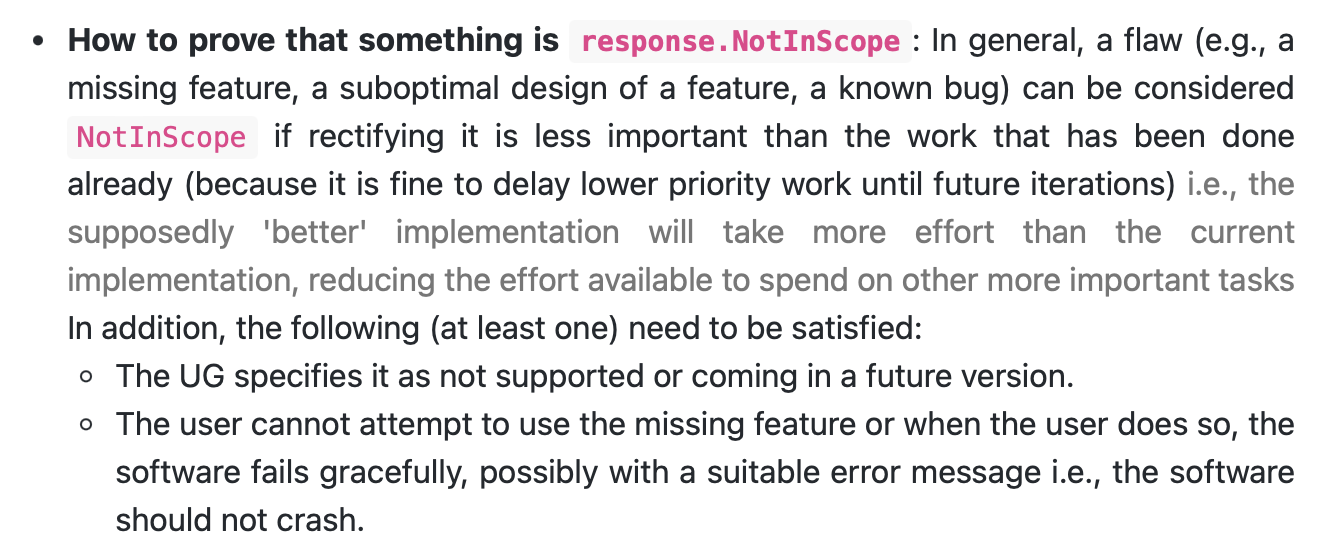 • How to prove that something is response.NotInScope : In general, a flaw (e.g., a
missing feature, a suboptimal design of a feature, a known bug) can be considered
NotInScope if rectifying it is less important than the work that has been done
already (because it is fine to delay lower priority work until future iterations) i.e., the
supposedly 'better' implementation will take more effort than the current
implementation, reducing the effort available to spend on other more important tasks
In addition, the following (at least one) need to be satisfied:
◦ The UG specifies it as not supported or coming in a future version.
◦ The user cannot attempt to use the missing feature or when the user does so, the
software fails gracefully, possibly with a suitable error message i.e., the software
should not crash.